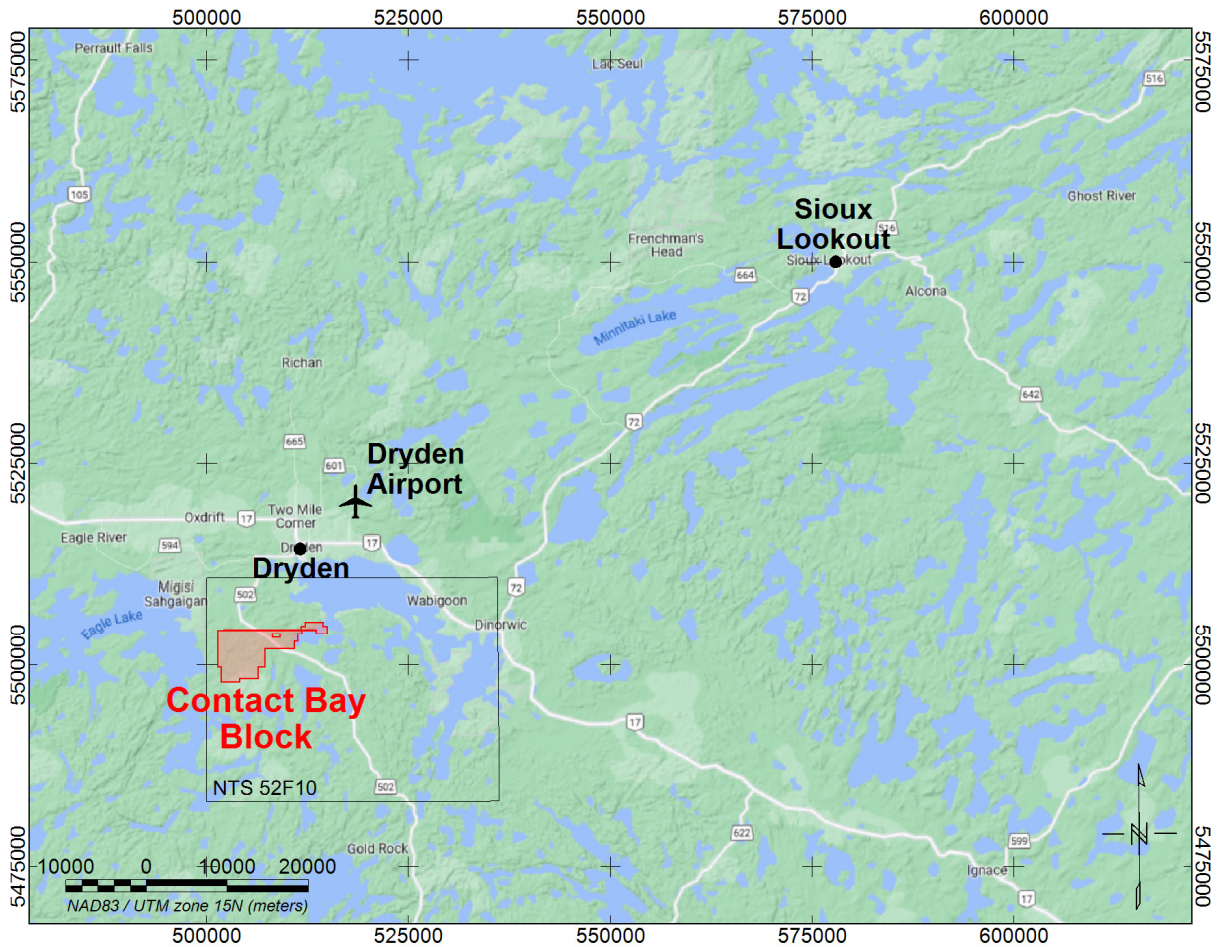 500000 525000 550000 575000 600000
5575000
5575000
Perrault Falls
Lac Seul
516
105
Ghost River
Sioux
Lookout
516
Frenchman's
Head
5550000
5550000
Sioux Lookout
664
72
Alcona
Minnitaki Lake
Richan
642
72
665
Dryden
Airport
601
5525000
5525000
Oxdrift
17
Two Mile
Corner
Eagle River
594
Dryden
17
Dryden
Migisi
Sahgaigan
502
72
Wabigoon
Eagle Lake
Dinorwic
5500000
5500000
Contact Bay
Block
17
NTS 52F10
502
622
599
Gold Rock
5475000
5475000
10000 0 10000 20000
Ignace
N
NAD83 / UTM zone 15N (meters)
17
500000 525000 550000 575000 600000